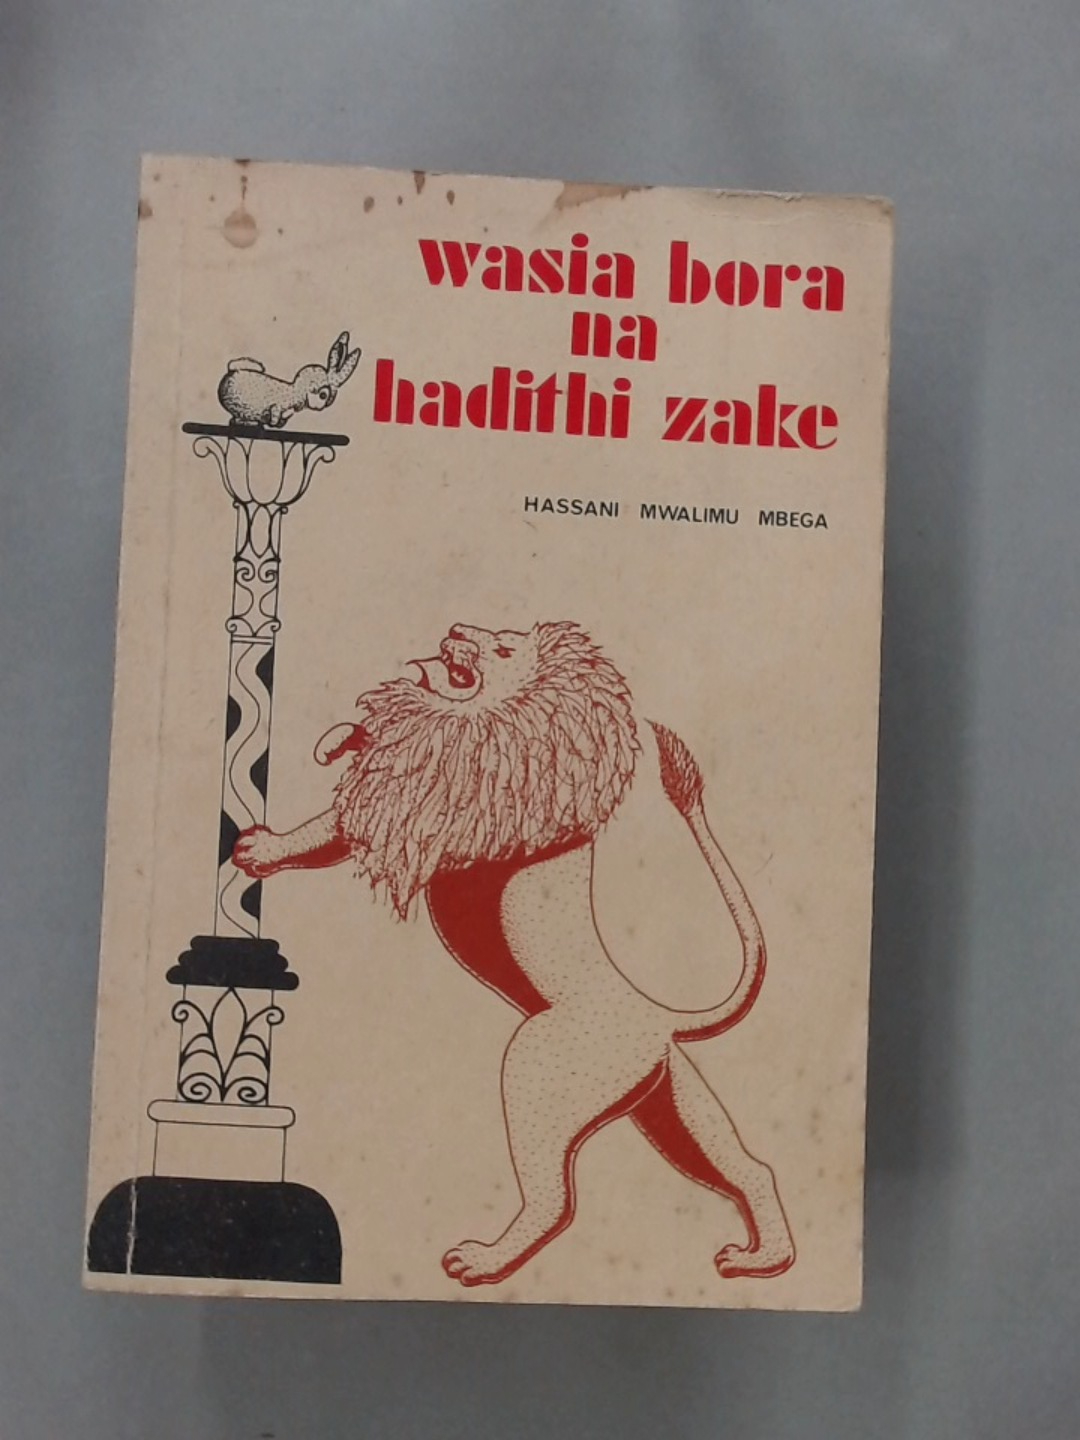 wasia bora
na
hadithi zake
HASSANI MWALIMU MBEGA